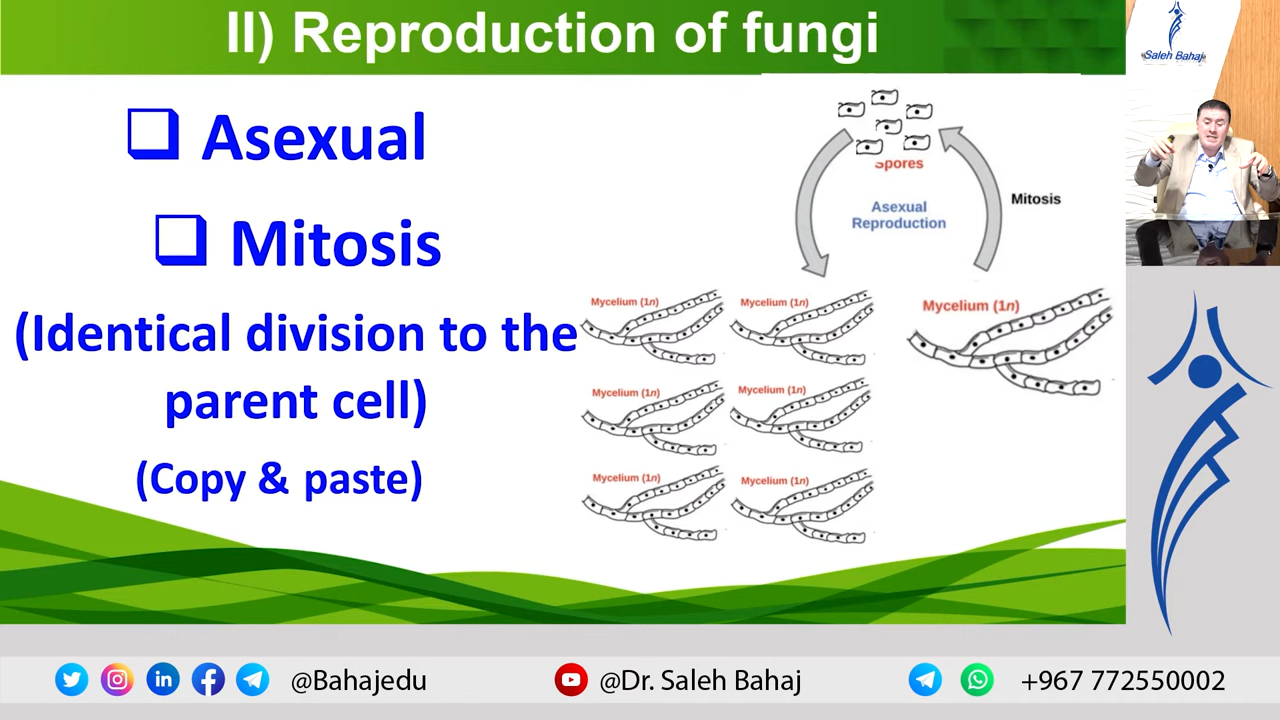 II) Reproduction of fungi
Saleh Bahaj
Asexual
Mitosis
(Identical division to the
parent cell)
(Copy & paste)
Spores
Asexual
Reproduction
Mitosis
Mycelium (1n)
Mycelium (1n)
Mycelium (1n)
Mycelium (1n)
Mycelium (1n)
Mycelium (1n)
Mycelium (1n)
@Bahajedu
@Dr. Saleh Bahaj
+967 772550002